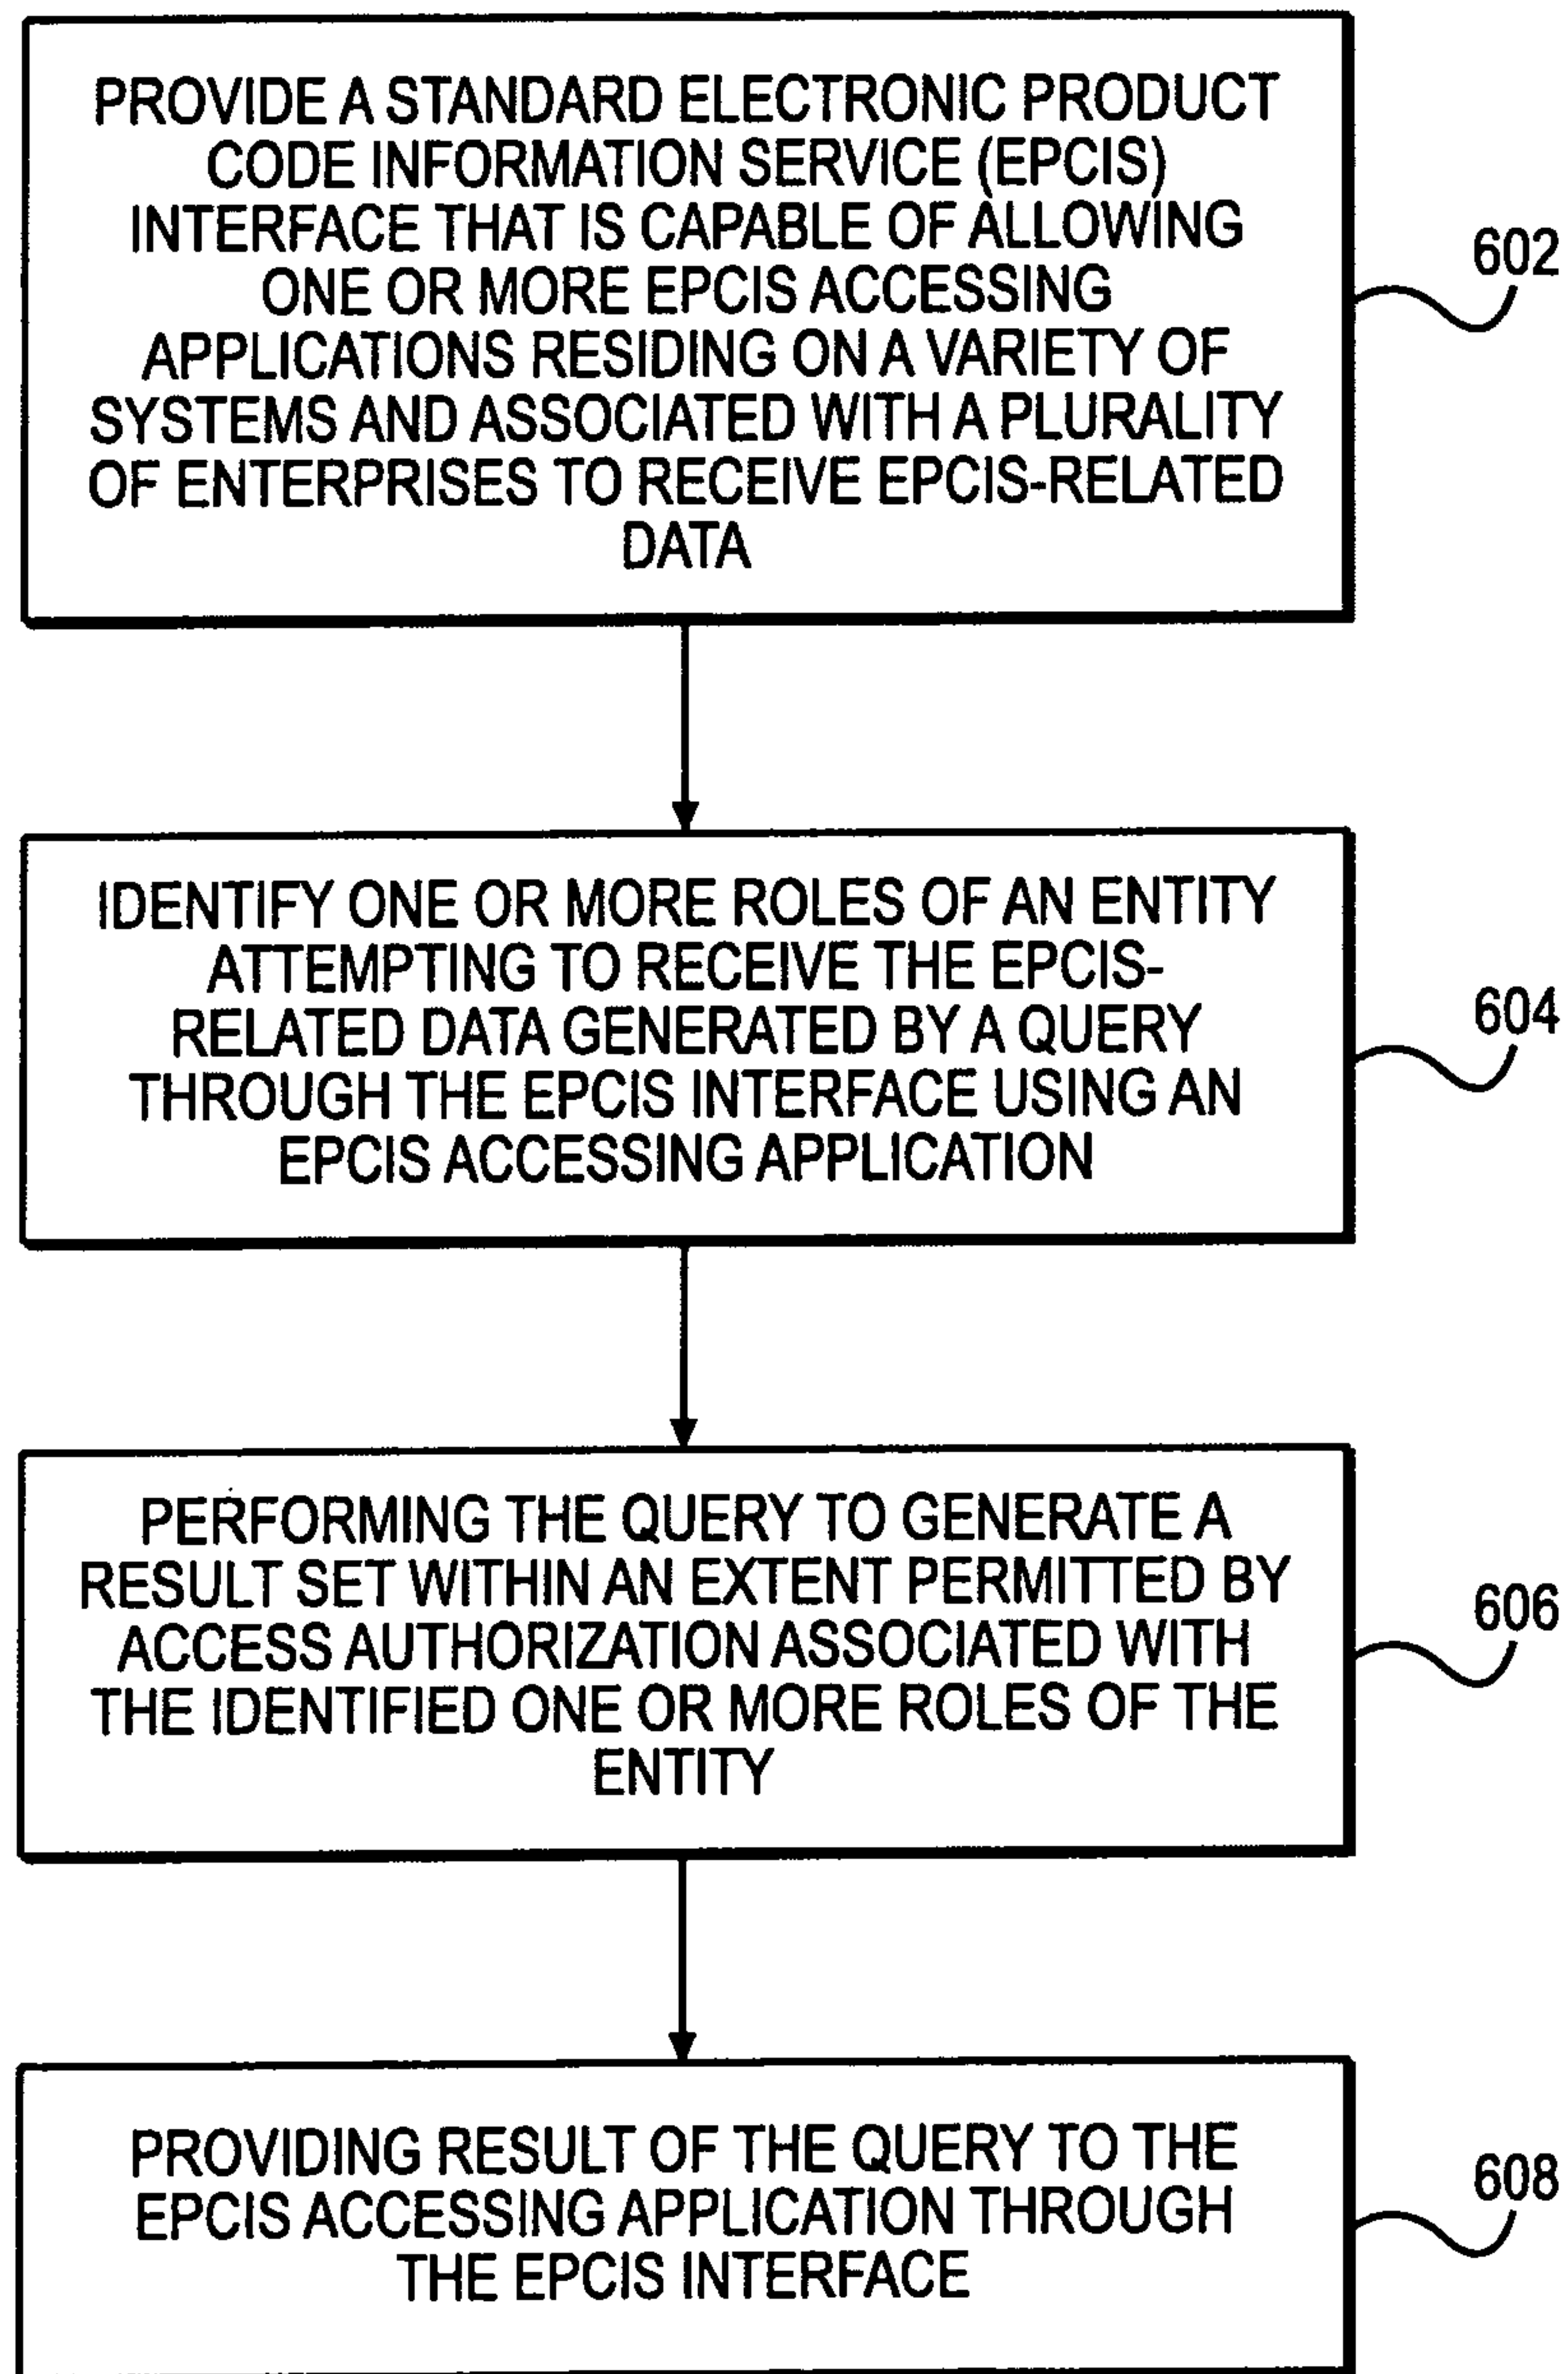 PROVIDE A STANDARD ELECTRONIC PRODUCT
CODE INFORMATION SERVICE (EPCIS)
INTERFACE THAT IS CAPABLE OF ALLOWING
ONE OR MORE EPCIS ACCESSING
APPLICATIONS RESIDING ON A VARIETY OF
SYSTEMS AND ASSOCIATED WITH A PLURALITY
OF ENTERPRISES TO RECEIVE EPCIS-RELATED
DATA
602
IDENTIFY ONE OR MORE ROLES OF AN ENTITY
ATTEMPTING TO RECEIVE THE EPCIS-
RELATED DATA GENERATED BY A QUERY
THROUGH THE EPCIS INTERFACE USING AN
EPCIS ACCESSING APPLICATION
604
PERFORMING THE QUERY TO GENERATE A
RESULT SET WITHIN AN EXTENT PERMITTED BY
ACCESS AUTHORIZATION ASSOCIATED WITH
THE IDENTIFIED ONE OR MORE ROLES OF THE
ENTITY
606
PROVIDING RESULT OF THE QUERY TO THE
EPCIS ACCESSING APPLICATION THROUGH
THE EPCIS INTERFACE
608